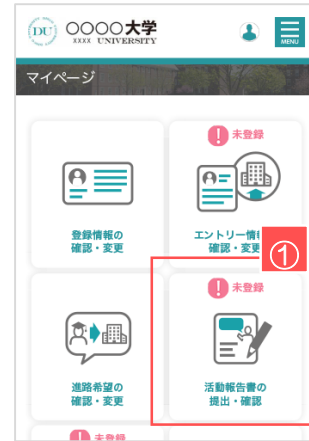 DU
○○○○大学
XXXX UNIVERSITY
MENU
マイページ
! 未登録
登録情報の
確認・変更
エントリー情
確認・変更
①
! 未登録
進路希望の
確認・変更
活動報告書の
提出・確認
! 未登録